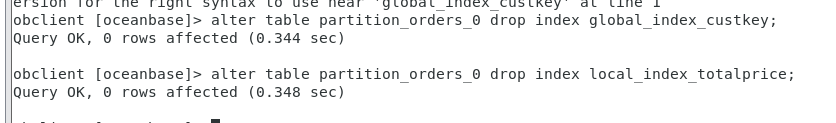 ersion for the right syntax to use near 'global_index_custkey' at line 1
obclient [oceanbase]> alter table partition_orders_0 drop index global_index_custkey;
Query OK, 0 rows affected (0.344 sec)
obclient [oceanbase]> alter table partition_orders_0 drop index local_index_totalprice;
Query OK, 0 rows affected (0.348 sec)